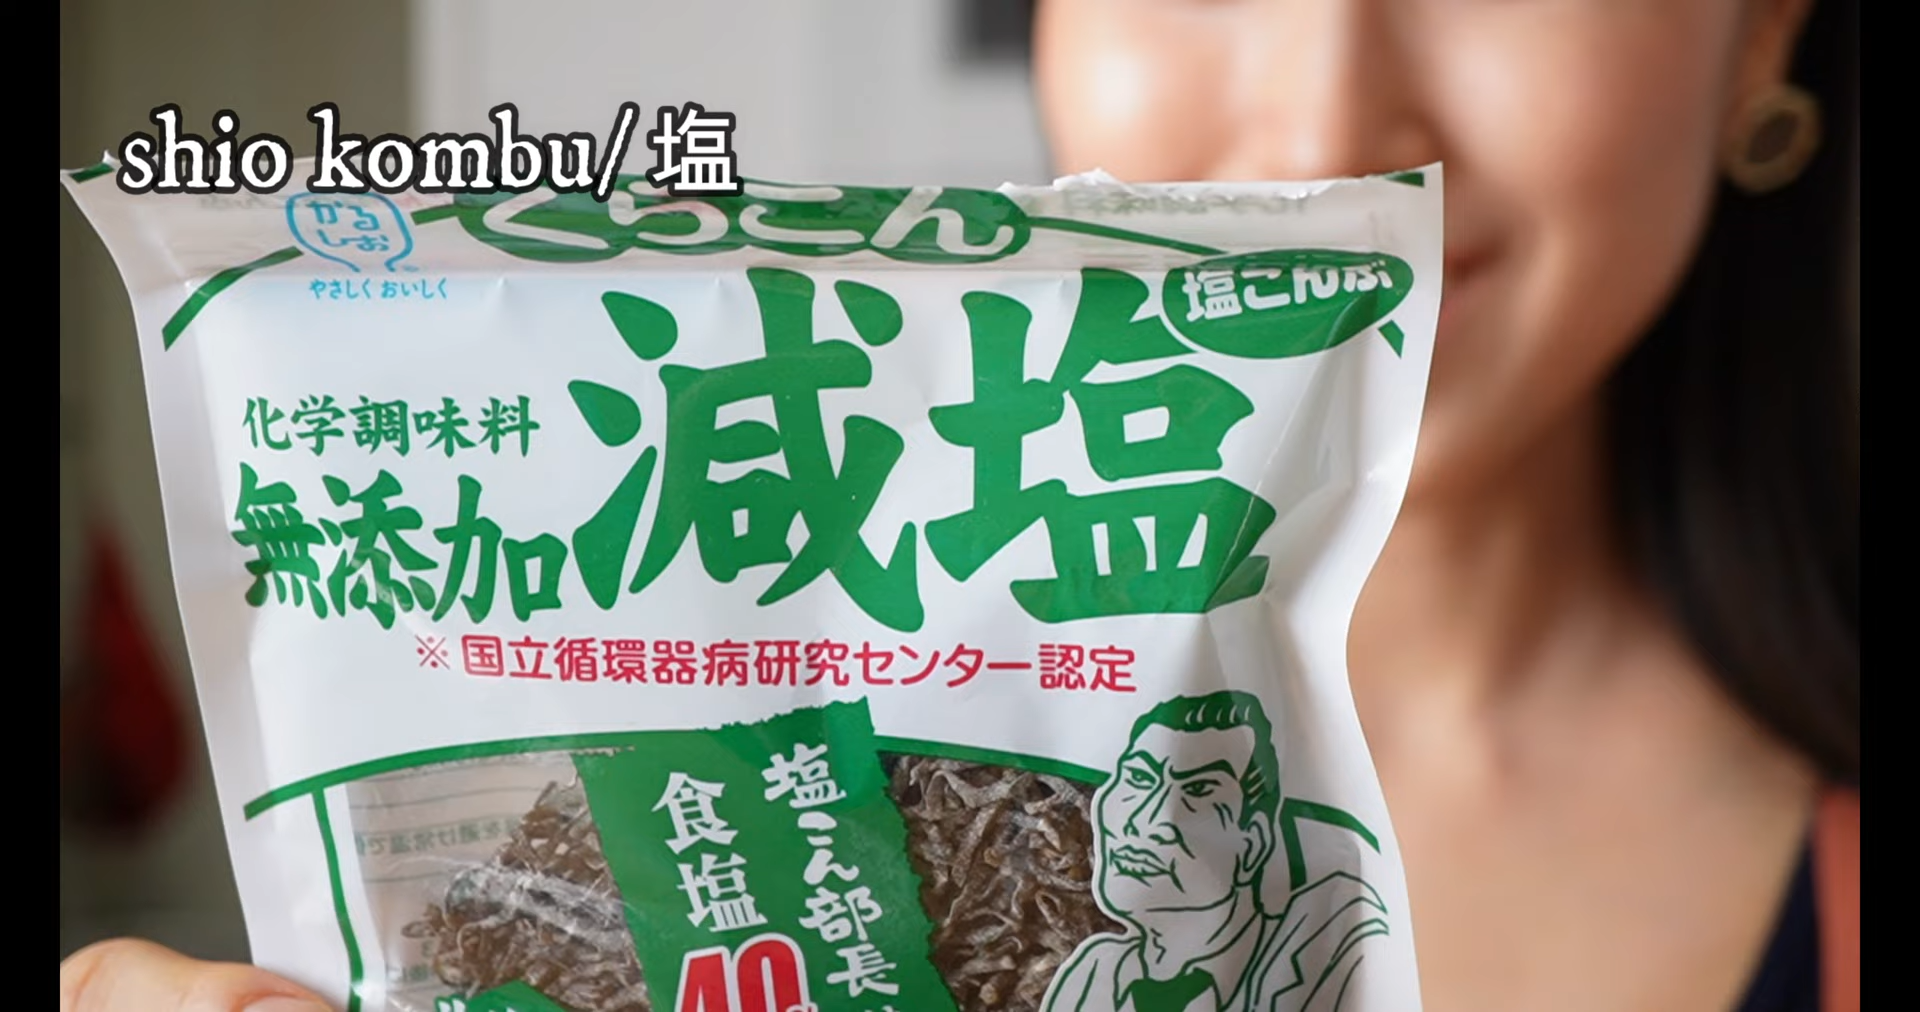 shio kombu/塩
くらこん
かる
しお
やさしく おいしく
塩こんぶ
減塩
化学調味料
無添加
※国立循環器病研究センター認定
塩こん部長
食塩
40